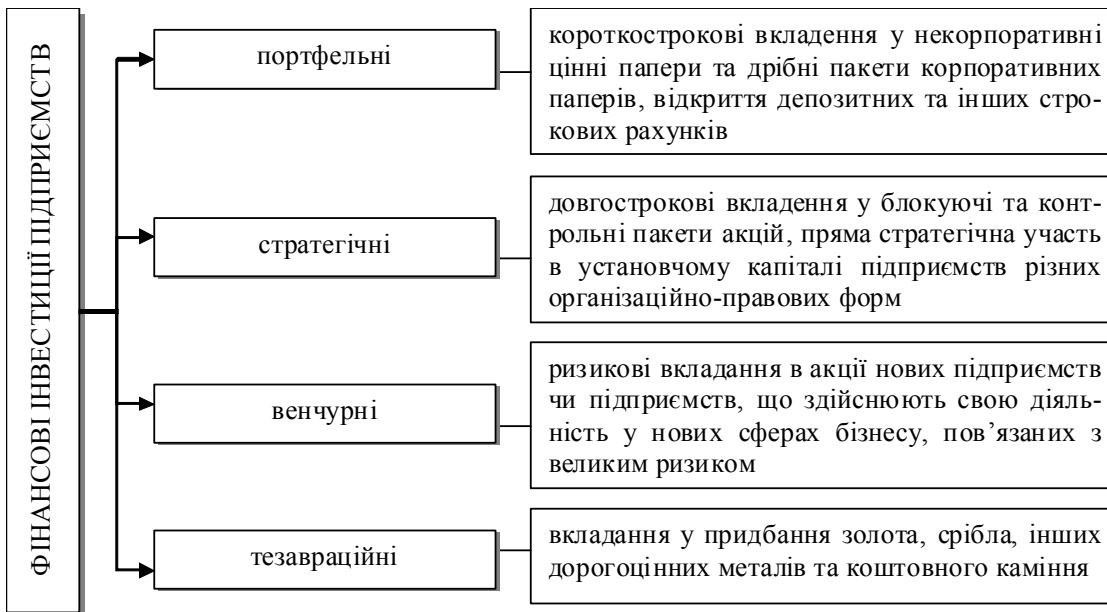 ФІНАНСОВІ ІНВЕСТИЦІЇ ПІДПРИЄМСТВ
портфельні
короткострокові вкладення у некорпоративні
цінні папери та дрібні пакети корпоративних
паперів, відкриття депозитних та інших стро-
кових рахунків
стратегічні
довгострокові вкладення у блокуючі та конт-
рольні пакети акцій, пряма стратегічна участь
в установчому капіталі підприємств різних
організаційно-правових форм
венчурні
ризикові вкладання в акції нових підприємств
чи підприємств, що здійснюють свою діяль-
ність у нових сферах бізнесу, пов’язаних з
великим ризиком
тезавраційні
вкладання у придбання золота, срібла, інших
дорогоцінних металів та коштовного каміння